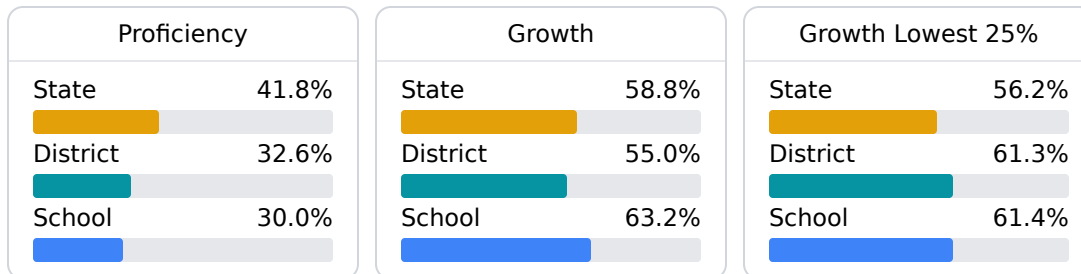 Proficiency
State 41.8%
District 32.6%
School 30.0%
Growth
State 58.8%
District 55.0%
School 63.2%
Growth Lowest 25%
State 56.2%
District 61.3%
School 61.4%